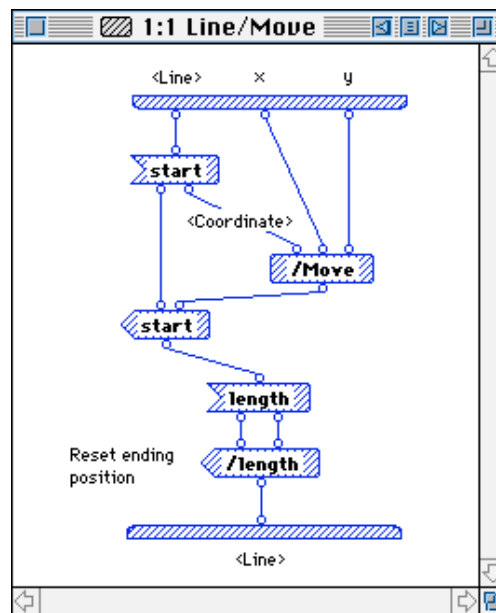 1:1 Line/Move
<Line> x y
start
<Coordinate>
/Move
start
length
Reset ending
position
/length
<Line>